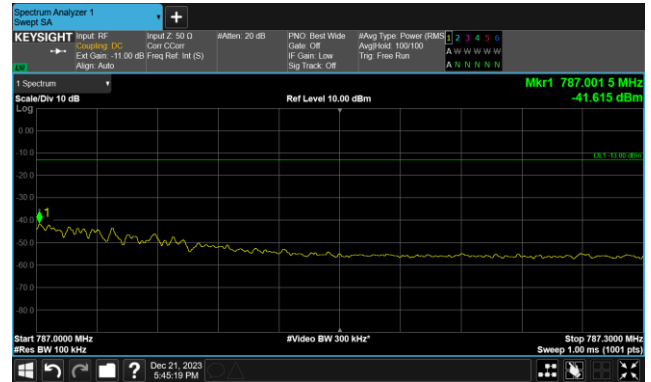 Spectrum Analyzer 1
Swept SA
KEYSIGHT
Input: RF
Coupling: DC
Ext Gain: -11.00 dB
Align: Auto
Input Z: 50 Ω
Corr CCorr
Freq Ref: Int (S)
#Atten: 20 dB
PNO: Best Wide
Gate: Off
IF Gain: Low
Sig Track: Off
#Avg Type: Power (RMS
Avg|Hold: 100/100
Trig: Free Run
1 2 3 4 5 6
A W W W W W
A N N N N N
1 Spectrum
Mkr1 787.001 5 MHz
Scale/Div 10 dB
Ref Level 10.00 dBm
-41.615 dBm
Log
0.00
-10.0
DL1 -13.00 dBm
-20.0
-30.0
1
-40.0
-50.0
-60.0
-70.0
-80.0
Start 787.0000 MHz
#Video BW 300 kHz*
Stop 787.3000 MHz
#Res BW 100 kHz
Sweep 1.00 ms (1001 pts)
Dec 21, 2023
5:45:19 PM